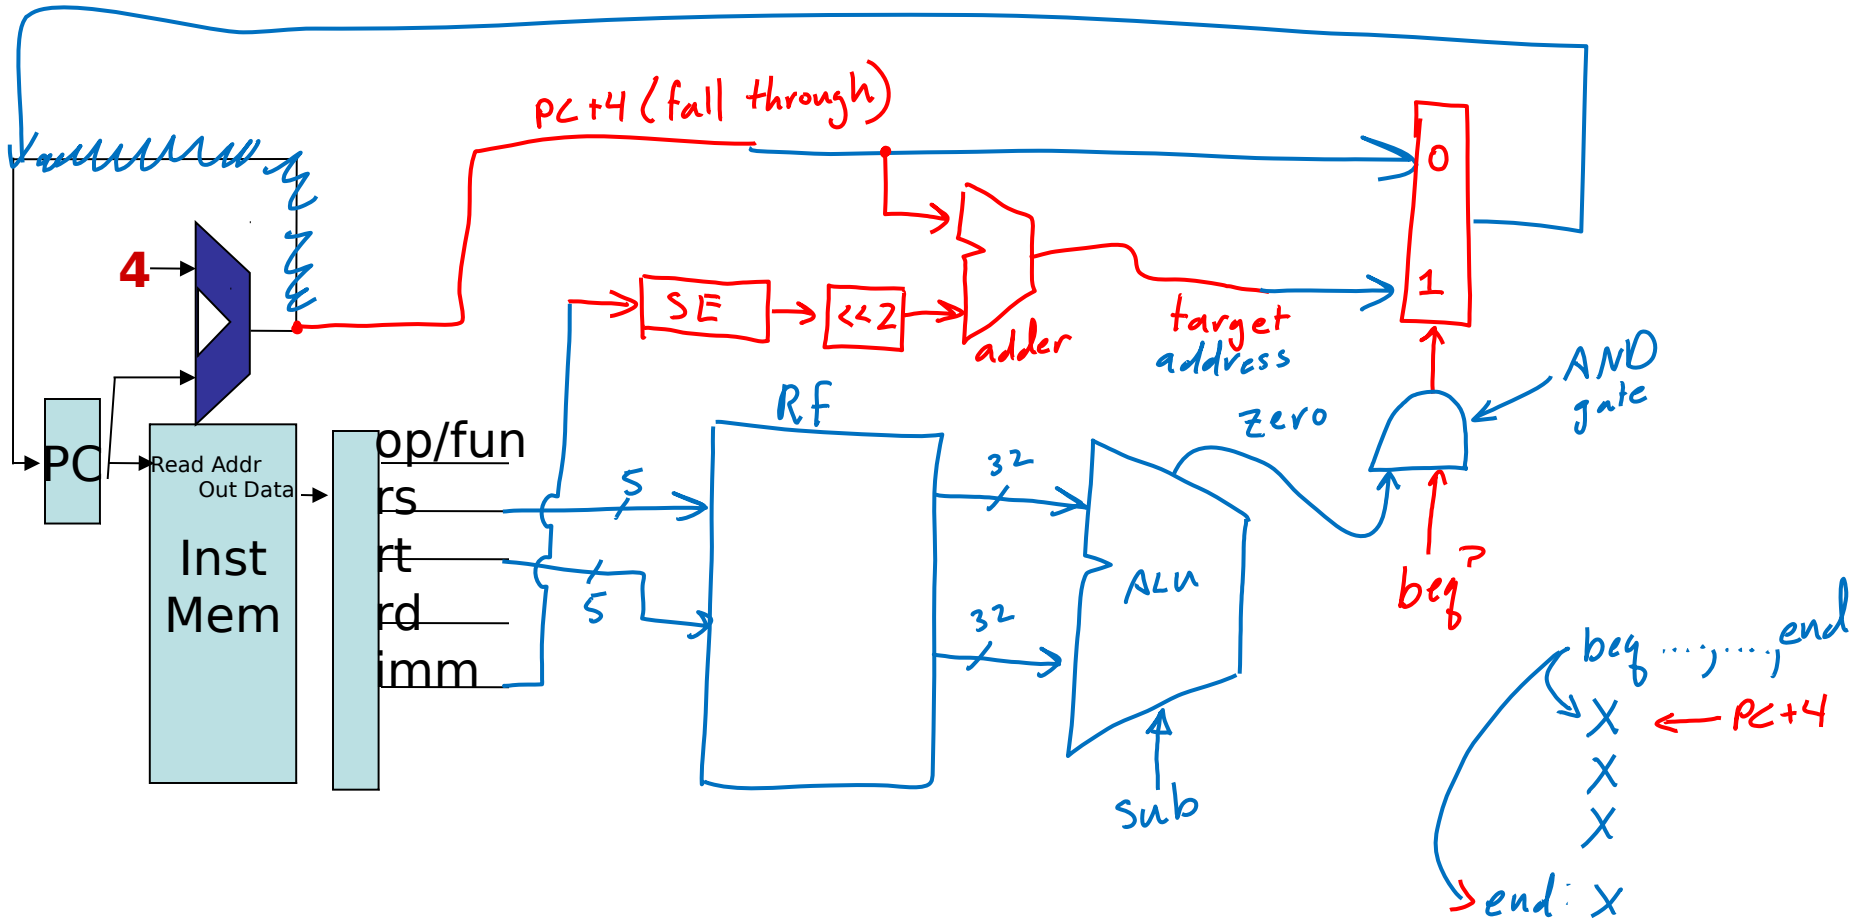 PC+4 (fall through)
0
4
SE
<<2
1
adder
target
address
AND
gate
RF
zero
op/fun
PC
Read Addr
Out Data
rs
5
32
rt
Inst
Mem
5
ALU
beq?
rd
32
imm
sub
beq ....,....,end
X
PC+4
X
X
end: X